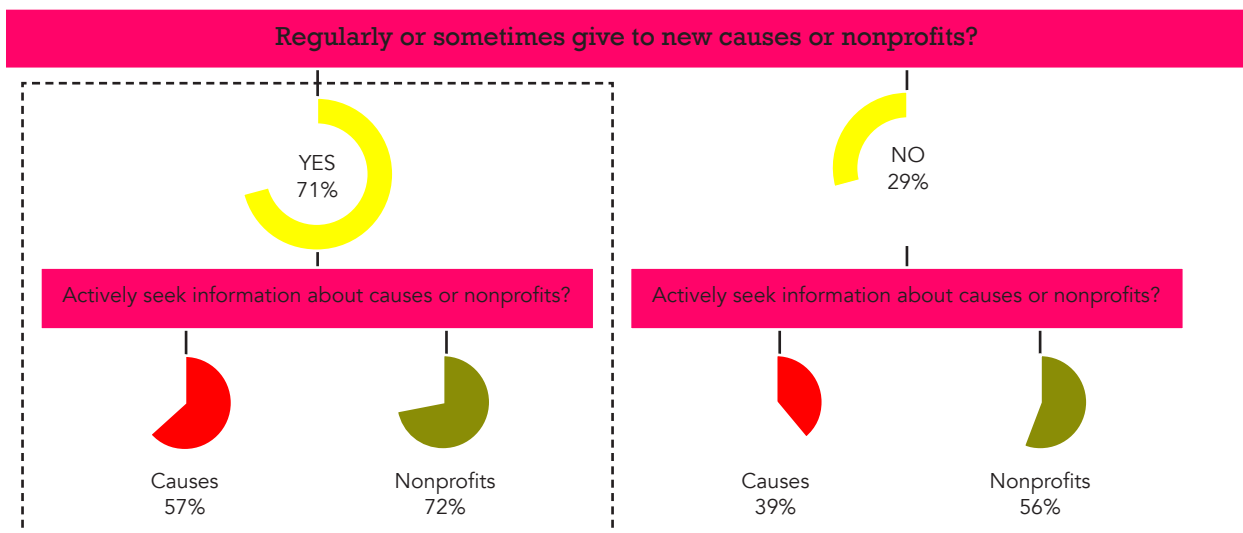 Regularly or sometimes give to new causes or nonprofits?
YES
71%
NO
29%
Actively seek information about causes or nonprofits?
Actively seek information about causes or nonprofits?
Causes
57%
Nonprofits
72%
Causes
39%
Nonprofits
56%